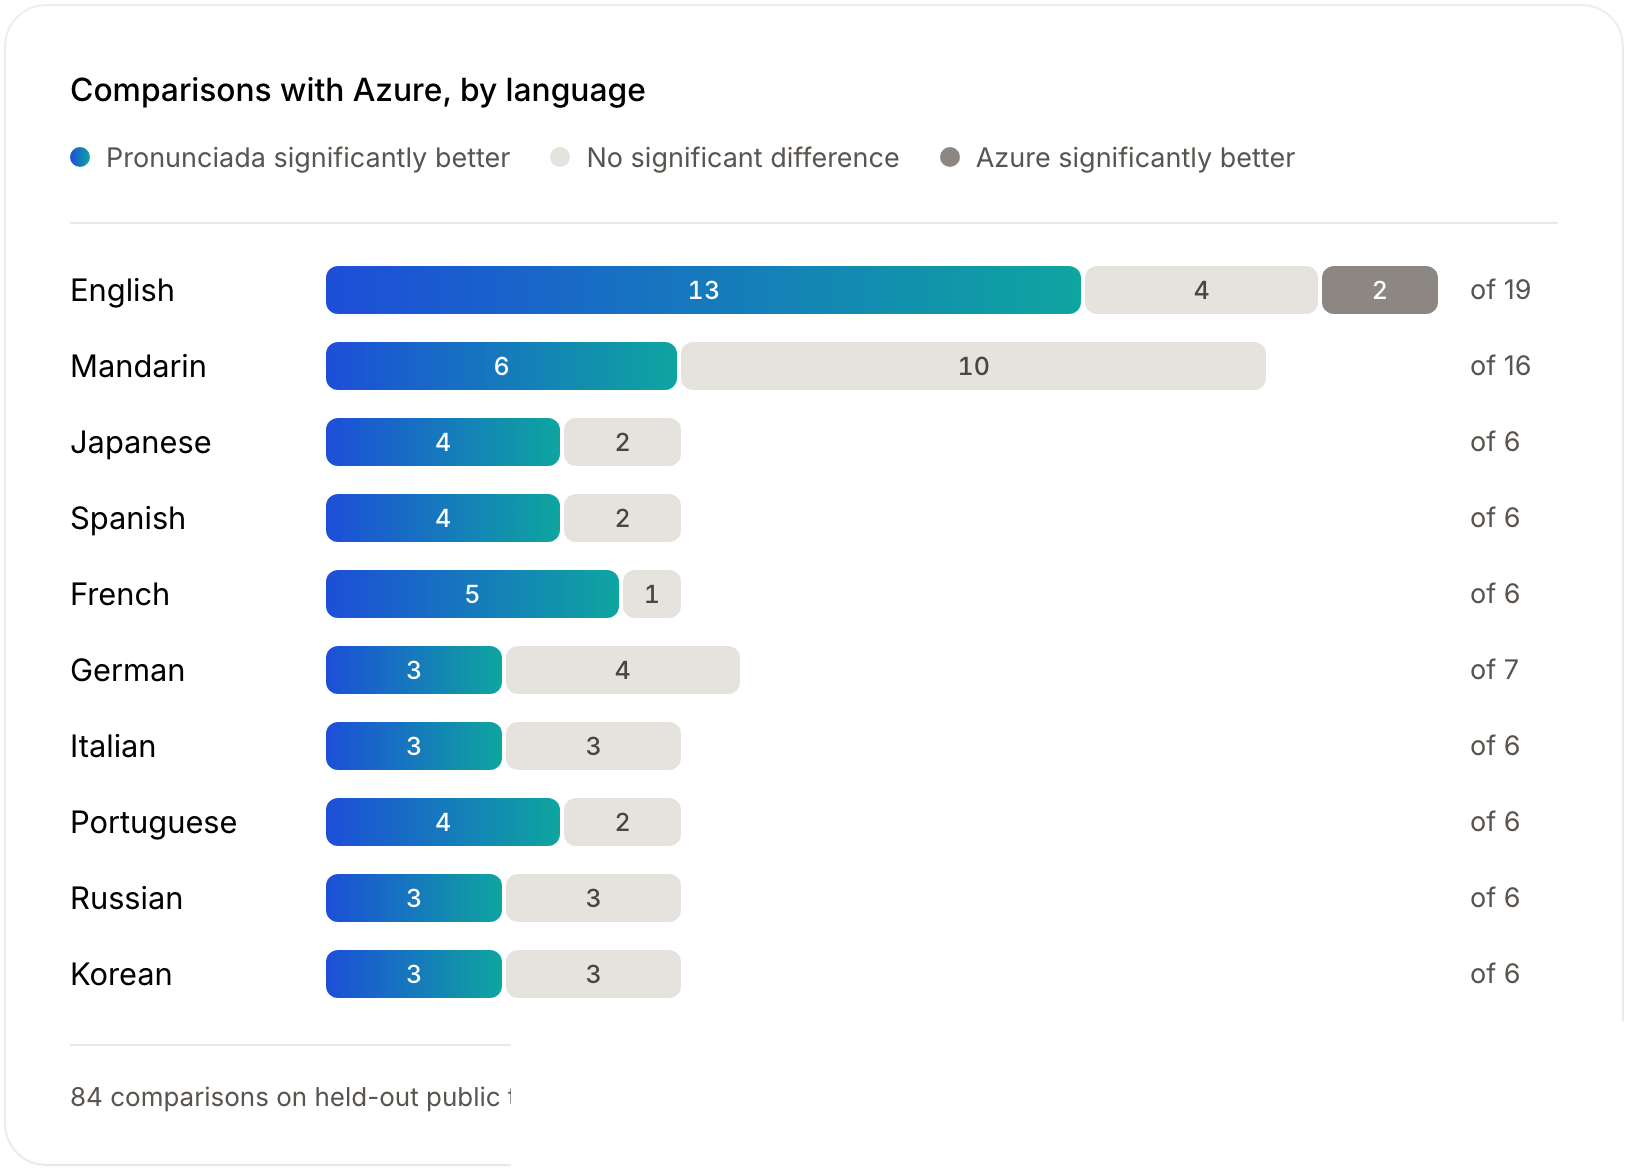 Comparisons with Azure, by language
Pronunciada significantly better No significant difference Azure significantly better
English 13 4 2 of 19
Mandarin 6 10 of 16
Japanese 4 2 of 6
Spanish 4 2 of 6
French 5 1 of 6
German 3 4 of 7
Italian 3 3 of 6
Portuguese 4 2 of 6
Russian 3 3 of 6
Korean 3 3 of 6
84 comparisons on held-out public